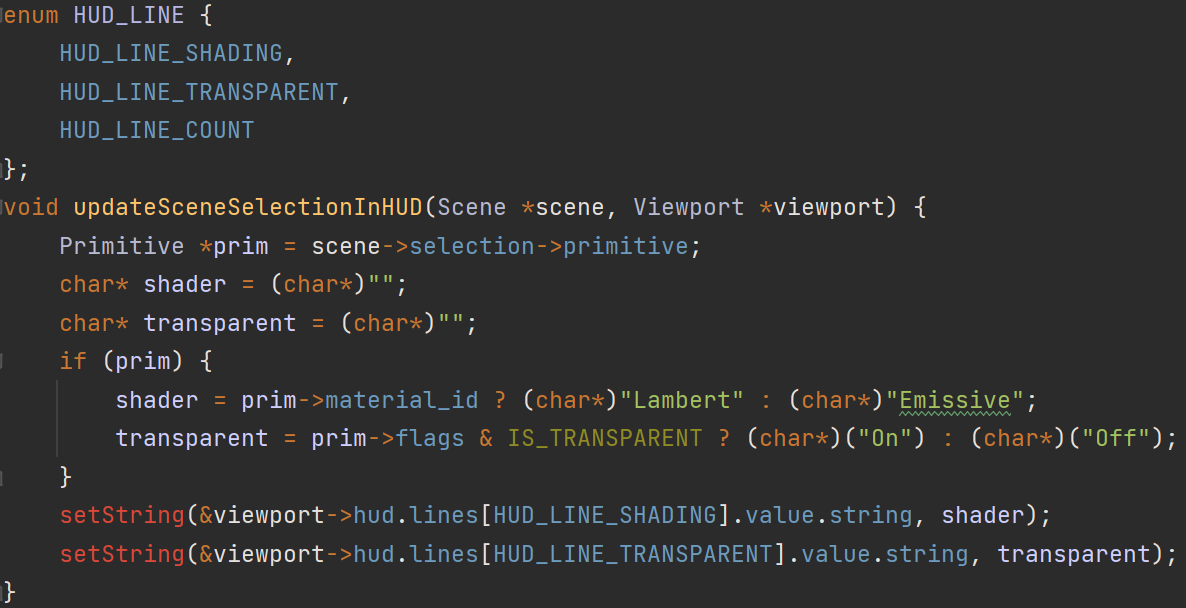 enum HUD_LINE {
    HUD_LINE_SHADING,
    HUD_LINE_TRANSPARENT,
    HUD_LINE_COUNT
};
void updateSceneSelectionInHUD(Scene *scene, Viewport *viewport) {
    Primitive *prim = scene->selection->primitive;
    char* shader = (char*)"";
    char* transparent = (char*)"";
    if (prim) {
        shader = prim->material_id ? (char*)"Lambert" : (char*)"Emissive";
        transparent = prim->flags & IS_TRANSPARENT ? (char*)("On") : (char*)("Off");
    }
    setString(&viewport->hud.lines[HUD_LINE_SHADING].value.string, shader);
    setString(&viewport->hud.lines[HUD_LINE_TRANSPARENT].value.string, transparent);
}